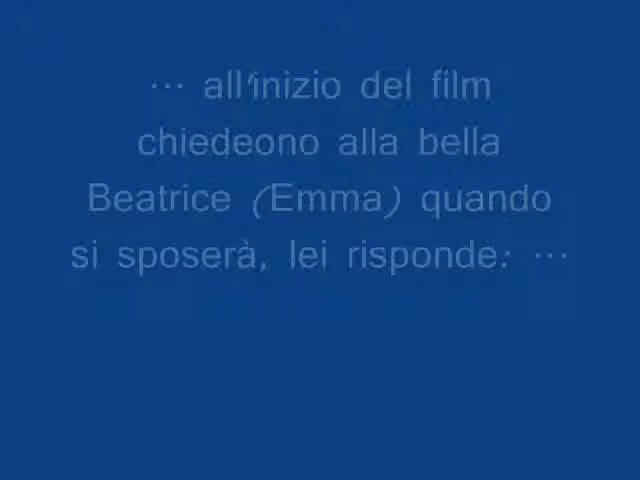 ... all'inizio del film
chiedeono alla bella
Beatrice (Emma) quando
si sposerà, lei risponde: ...